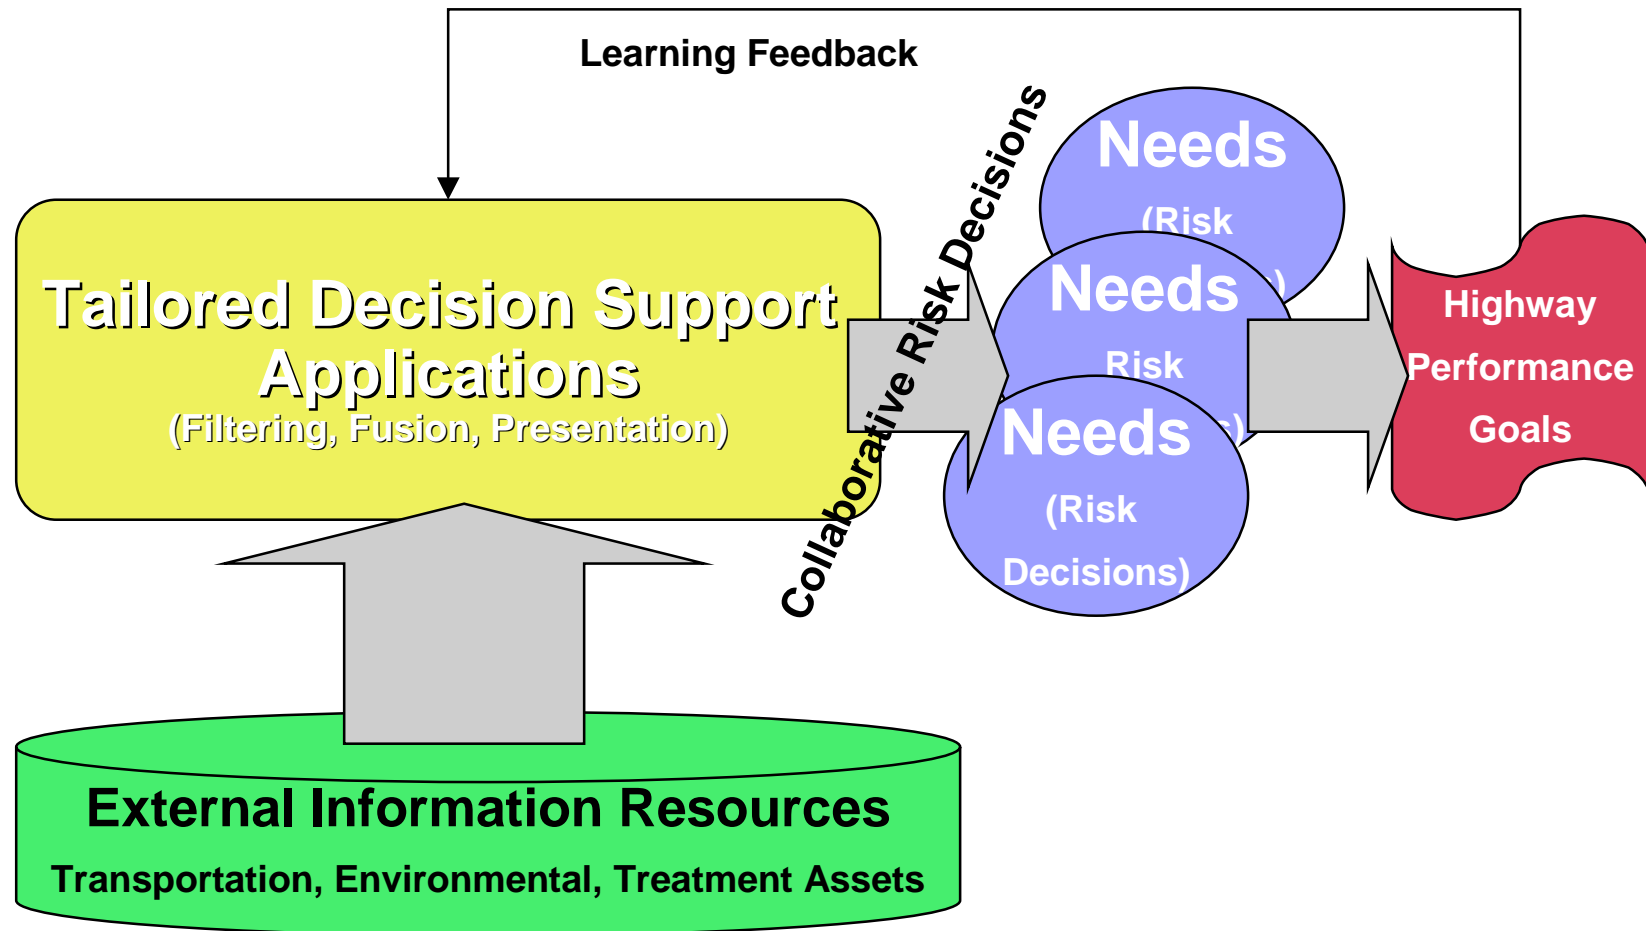 Learning Feedback
Collaborative Risk Decisions
Needs
(Risk
)
Needs
Risk
s)
Needs
(Risk
Decisions)
Tailored Decision Support
Applications
(Filtering, Fusion, Presentation)
Highway
Performance
Goals
External Information Resources
Transportation, Environmental, Treatment Assets